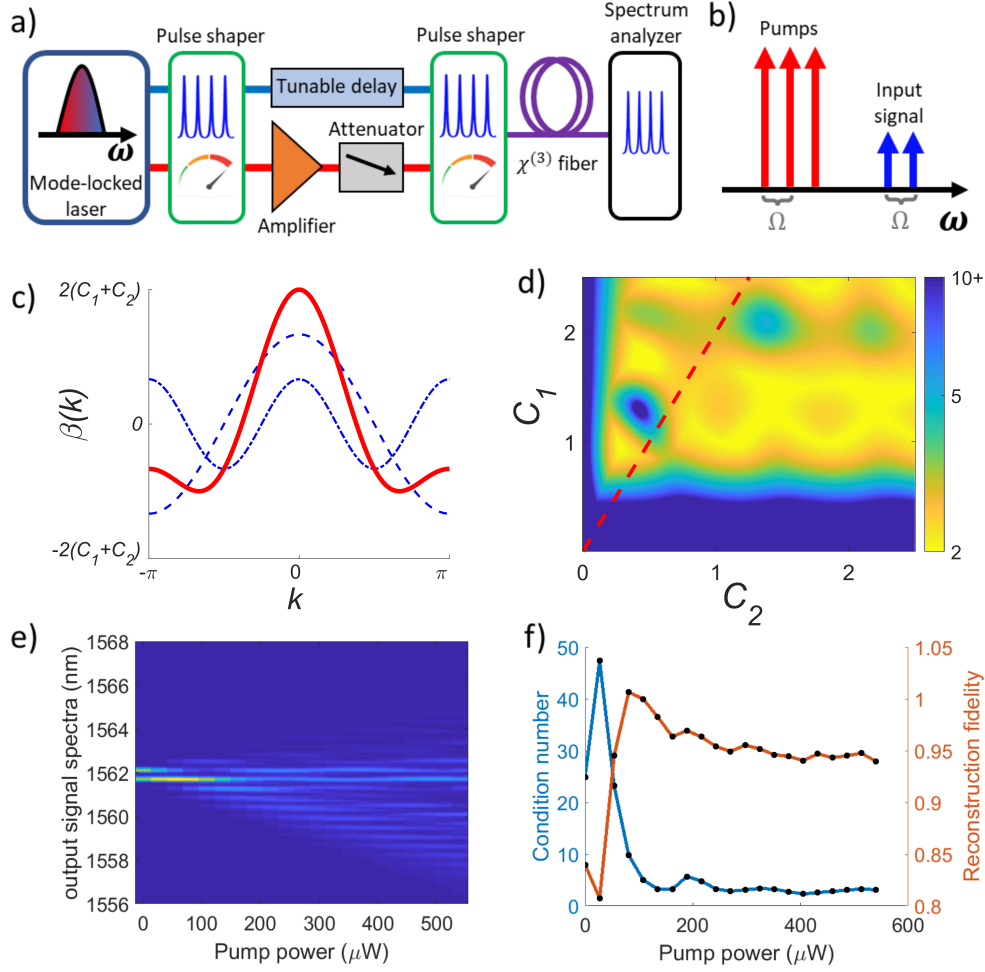 a)
Pulse shaper
Pulse shaper
Spectrum
analyzer
b)
ω
Mode-locked
laser
Tunable delay
Attenuator
Amplifier
χ(3) fiber
Pumps
Input
signal
Ω
Ω
ω
c)
2(C1+C2)
β(k)
0
-2(C1+C2)
-π
0
π
k
d)
C1
2
1
0
1
2
C2
10+
5
2
e)
output signal spectra (nm)
1568
1566
1564
1562
1560
1558
1556
0
100
200
300
400
500
Pump power (μW)
f)
Condition number
50
40
30
20
10
0
0
200
400
600
Pump power (μW)
1.05
1
0.95
0.9
0.85
0.8
Reconstruction fidelity